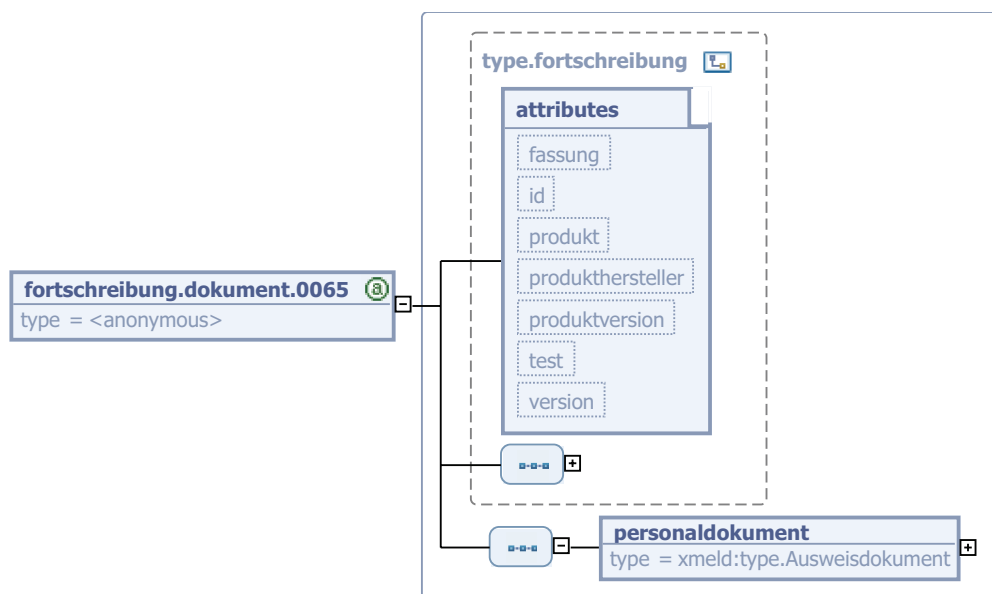 type.fortschreibung
attributes
fassung
id
produkt
produkthersteller
produktversion
test
version
fortschreibung.dokument.0065 @
type = <anonymous>
personaldokument
type = xmeld:type.Ausweisdokument